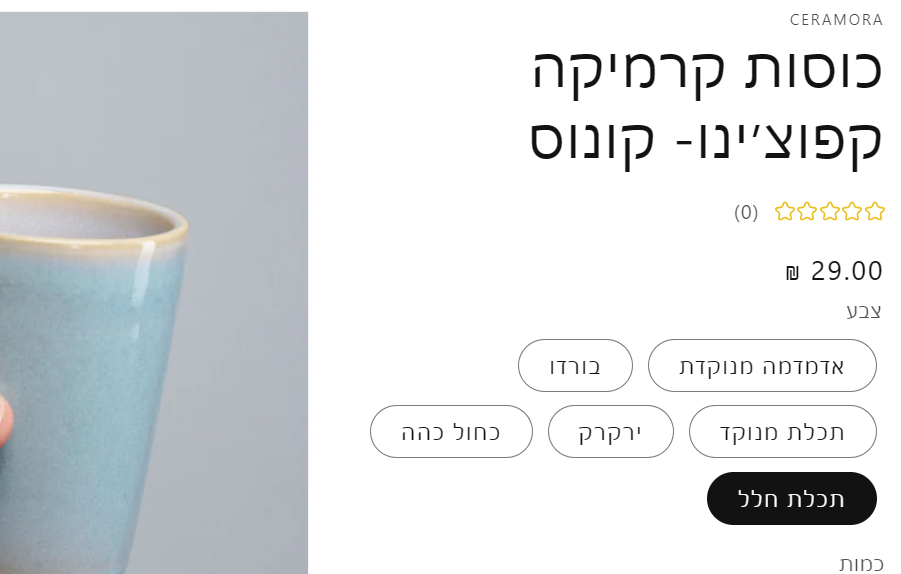 CERAMORA
כוסות קרמיקה
קפוצ׳ינו- קונוס
(0)
29.00 ₪
צבע
אדמדמה מנוקדת בורדו
תכלת מנוקד ירקרק כחול כהה
תכלת חלל
כמות